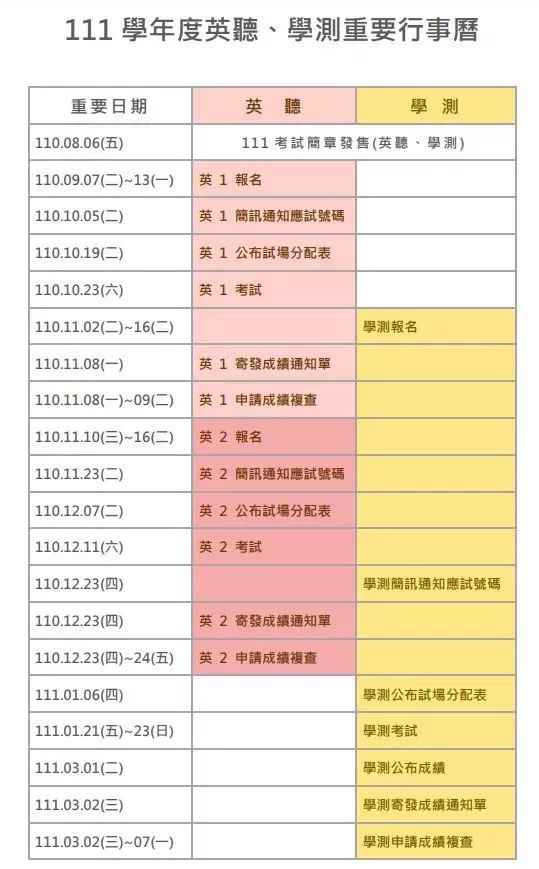 111 學年度英聽、學測重要行事曆
重要日期 英 聽 學 測
110.08.06(五) 111 考試簡章發售(英聽、學測)
110.09.07(二)~13(一) 英 1 報名
110.10.05(二) 英 1 簡訊通知應試號碼
110.10.19(二) 英 1 公布試場分配表
110.10.23(六) 英 1 考試
110.11.02(二)~16(二) 學測報名
110.11.08(一) 英 1 寄發成績通知單
110.11.08(一)~09(二) 英 1 申請成績複查
110.11.10(三)~16(二) 英 2 報名
110.11.23(二) 英 2 簡訊通知應試號碼
110.12.07(二) 英 2 公布試場分配表
110.12.11(六) 英 2 考試
110.12.23(四) 學測簡訊通知應試號碼
110.12.23(四) 英 2 寄發成績通知單
110.12.23(四)~24(五) 英 2 申請成績複查
111.01.06(四) 學測公布試場分配表
111.01.21(五)~23(日) 學測考試
111.03.01(二) 學測公布成績
111.03.02(三) 學測寄發成績通知單
111.03.02(三)~07(一) 學測申請成績複查